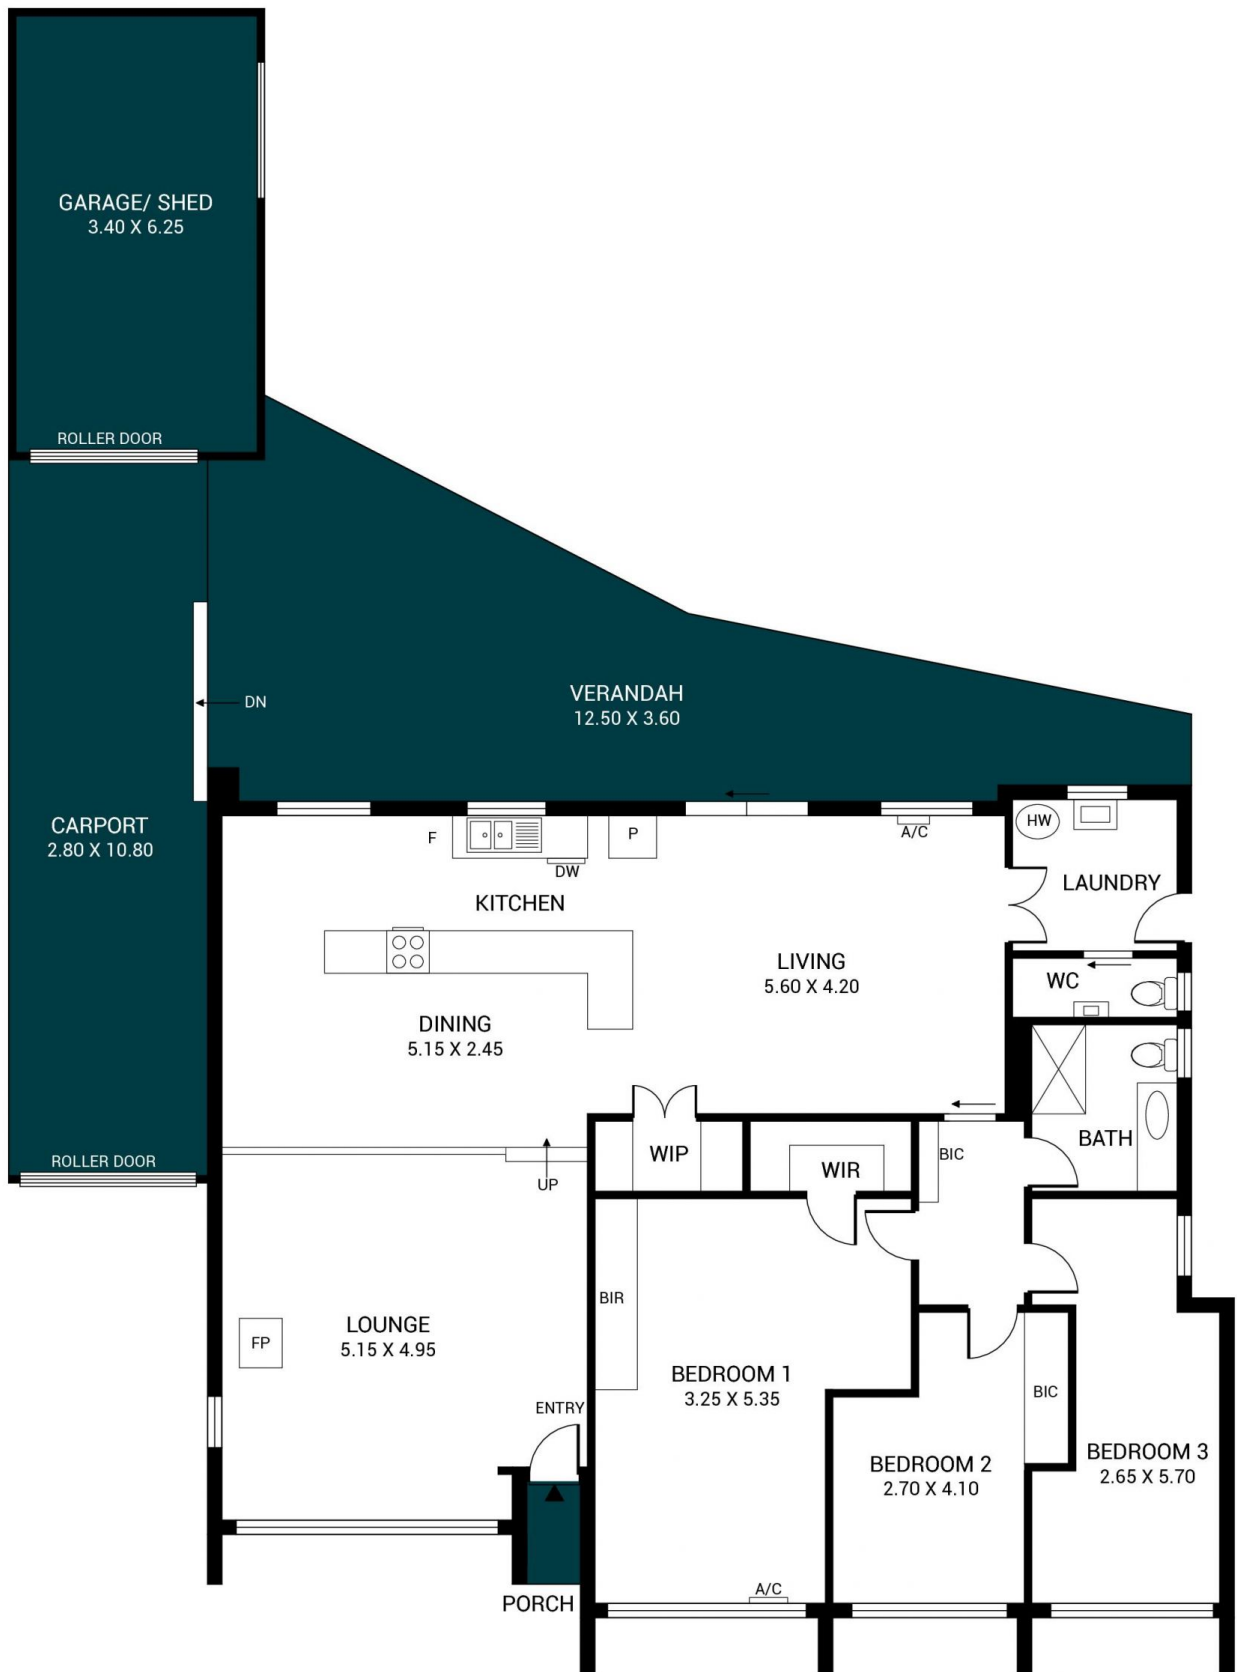 GARAGE/ SHED
3.40 X 6.25
ROLLER DOOR
VERANDAH
12.50 X 3.60
DN
CARPORT
2.80 X 10.80
ROLLER DOOR
F
P
DW
KITCHEN
A/C
HW
LAUNDRY
LIVING
5.60 X 4.20
WC
DINING
5.15 X 2.45
BATH
WIP
WIR
BIC
UP
LOUNGE
5.15 X 4.95
FP
BIR
ENTRY
BEDROOM 1
3.25 X 5.35
BIC
BEDROOM 2
2.70 X 4.10
BEDROOM 3
2.65 X 5.70
A/C
PORCH